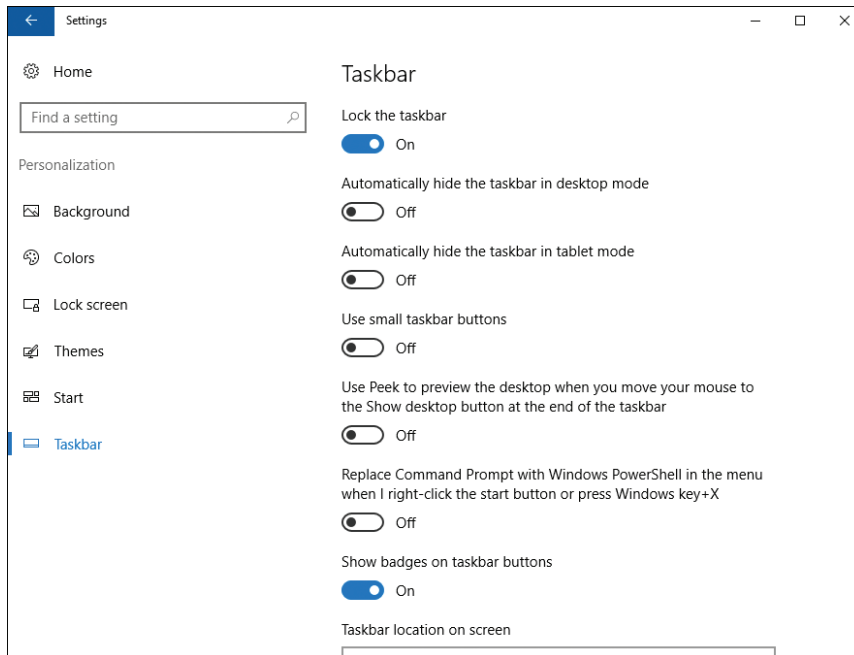 Settings
Home
Find a setting
Personalization
Background
Colors
Lock screen
Themes
Start
Taskbar
Taskbar
Lock the taskbar
On
Automatically hide the taskbar in desktop mode
Off
Automatically hide the taskbar in tablet mode
Off
Use small taskbar buttons
Off
Use Peek to preview the desktop when you move your mouse to
the Show desktop button at the end of the taskbar
Off
Replace Command Prompt with Windows PowerShell in the menu
when I right-click the start button or press Windows key+X
Off
Show badges on taskbar buttons
On
Taskbar location on screen